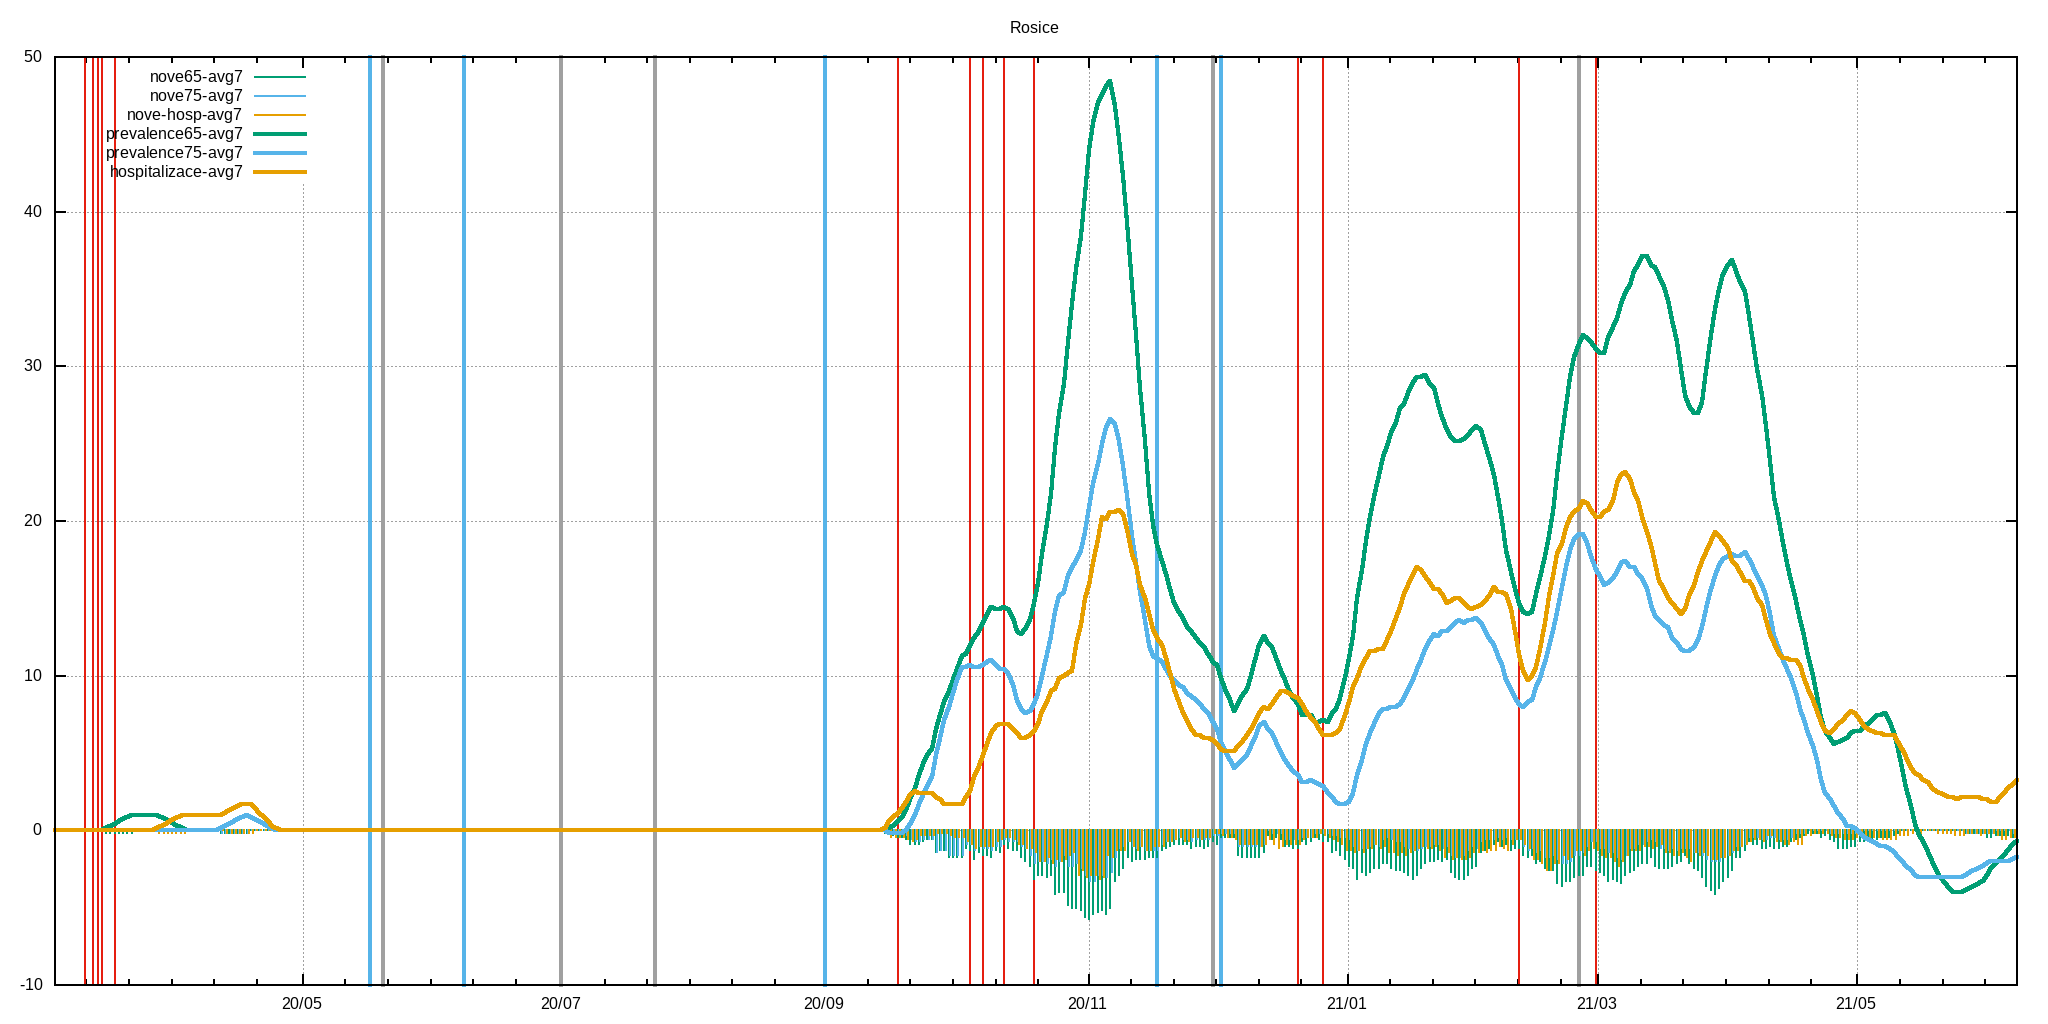 Rosice
50
nove65-avg7
nove75-avg7
nove-hosp-avg7
prevalence65-avg7
prevalence75-avg7
hospitalizace-avg7
40
30
20
10
0
-10
20/05 20/07 20/09 20/11 21/01 21/03 21/05